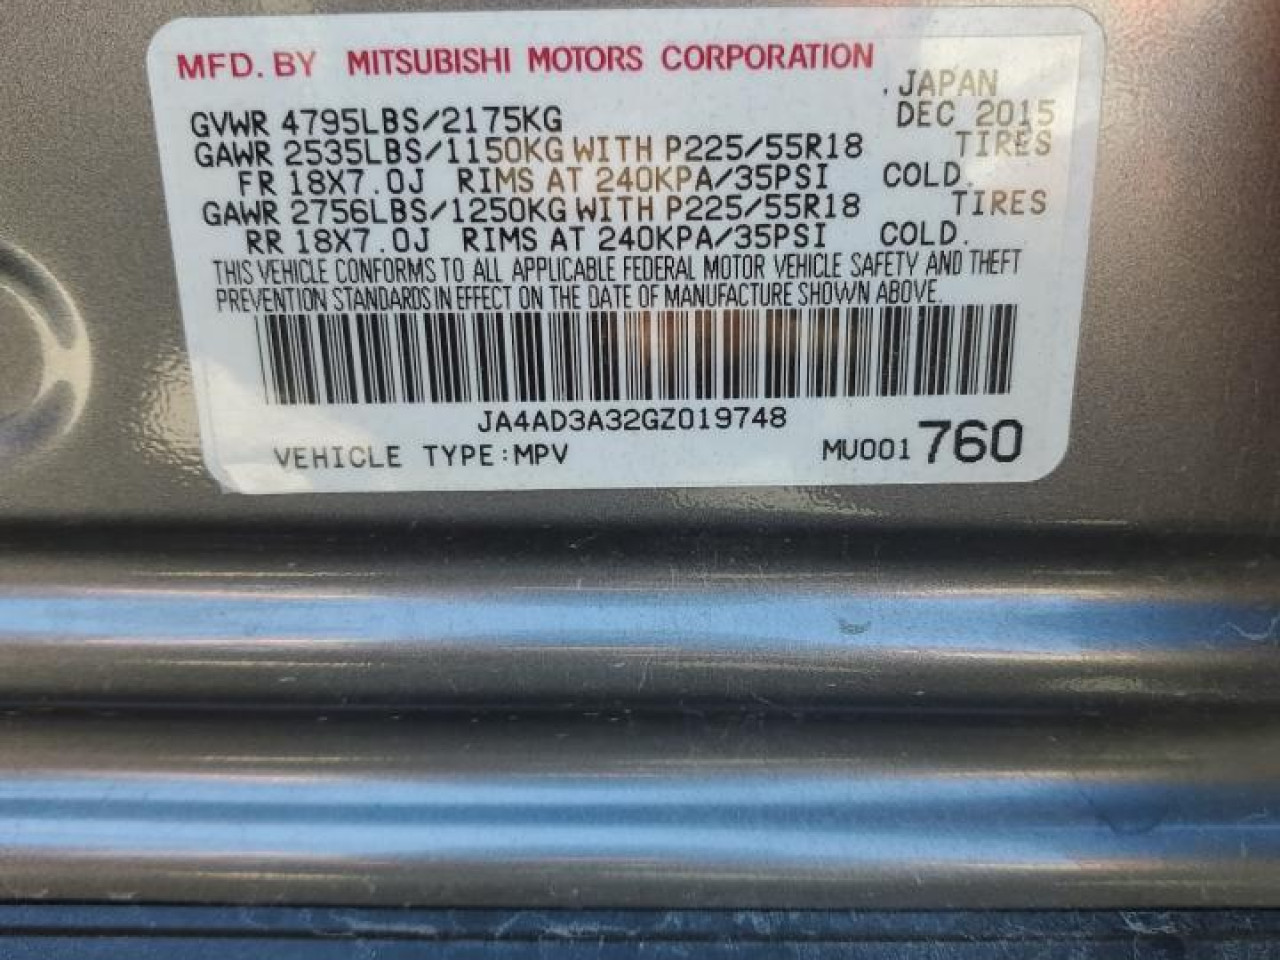 MFD. BY MITSUBISHI MOTORS CORPORATION, JAPAN
GVWR 4795LBS/2175KG DEC 2015
GAWR 2535LBS/1150KG WITH P225/55R18 TIRES
FR 18X7.0J RIMS AT 240KPA/35PSI COLD.
GAWR 2756LBS/1250KG WITH P225/55R18 TIRES
RR 18X7.0J RIMS AT 240KPA/35PSI COLD.
THIS VEHICLE CONFORMS TO ALL APPLICABLE FEDERAL MOTOR VEHICLE SAFETY AND THEFT
PREVENTION STANDARDS IN EFFECT ON THE DATE OF MANUFACTURE SHOWN ABOVE.
JA4AD3A32GZ019748
VEHICLE TYPE:MPV MU001760